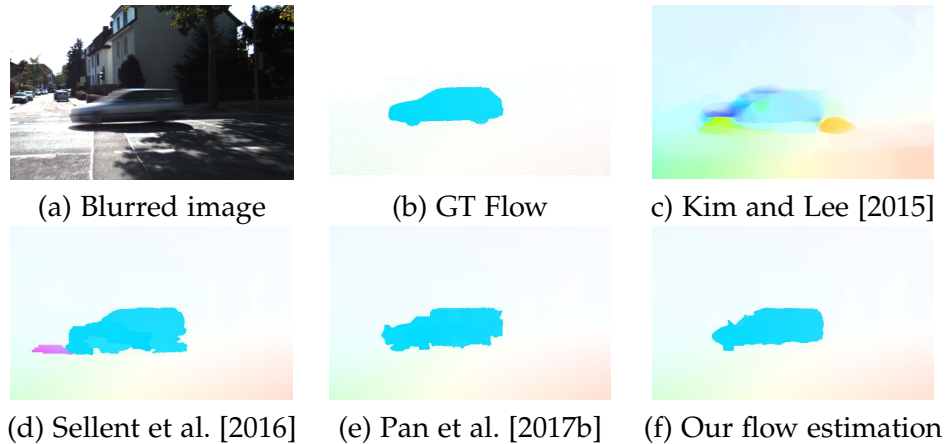 (a) Blurred image
(b) GT Flow
c) Kim and Lee [2015]
(d) Sellent et al. [2016]
(e) Pan et al. [2017b]
(f) Our flow estimation